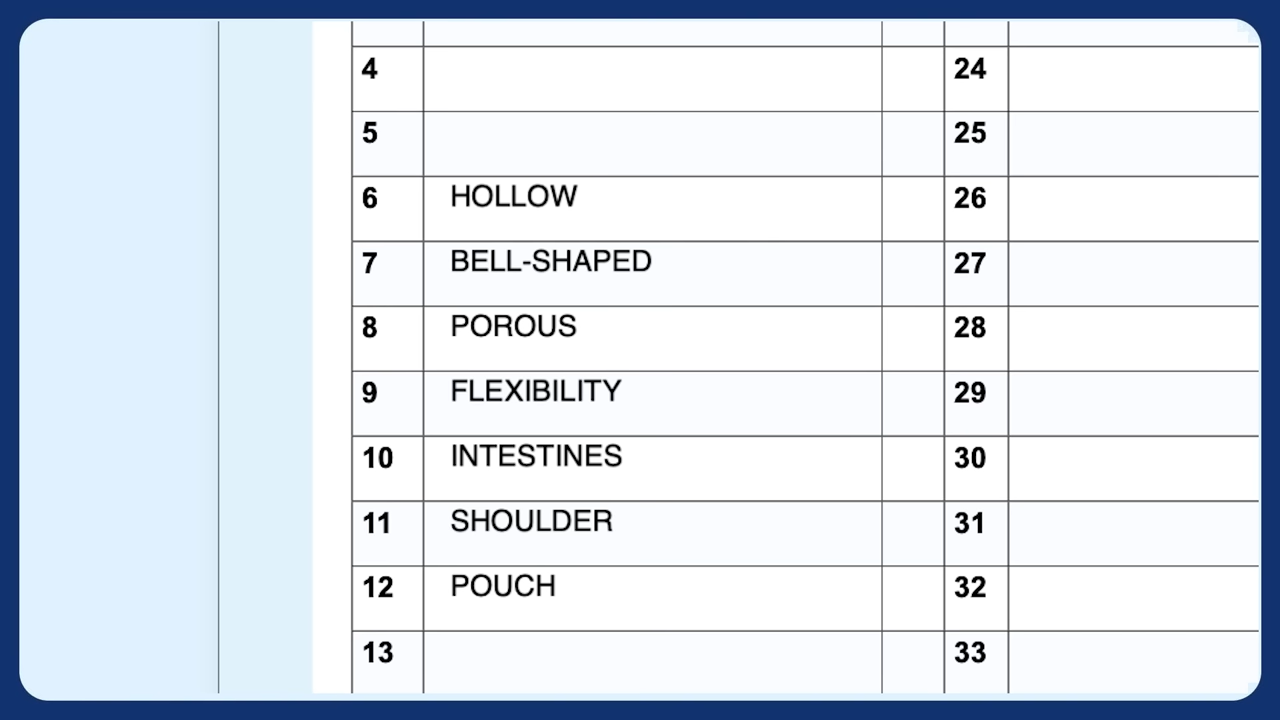 4 24
5 25
6 HOLLOW 26
7 BELL-SHAPED 27
8 POROUS 28
9 FLEXIBILITY 29
10 INTESTINES 30
11 SHOULDER 31
12 POUCH 32
13 33